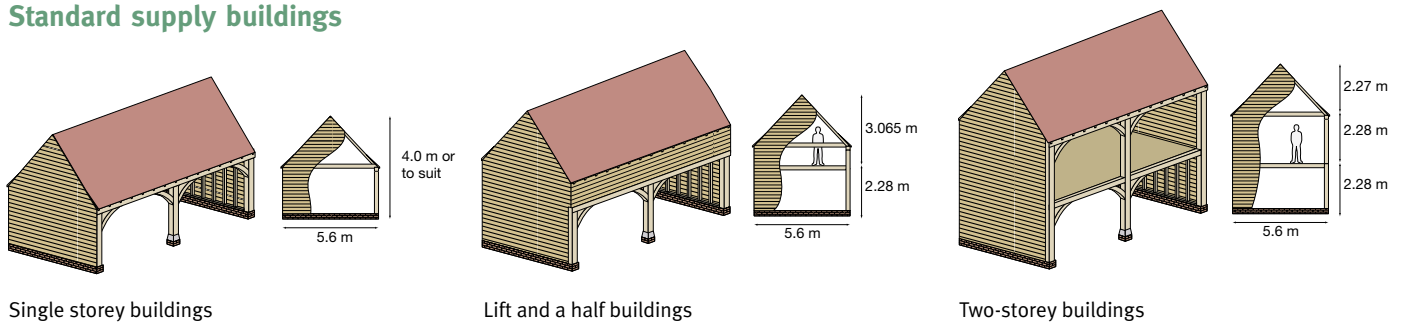 Standard supply buildings
4.0 m or
to suit
5.6 m
Single storey buildings
3.065 m
2.28 m
5.6 m
Lift and a half buildings
2.27 m
2.28 m
2.28 m
5.6 m
Two-storey buildings